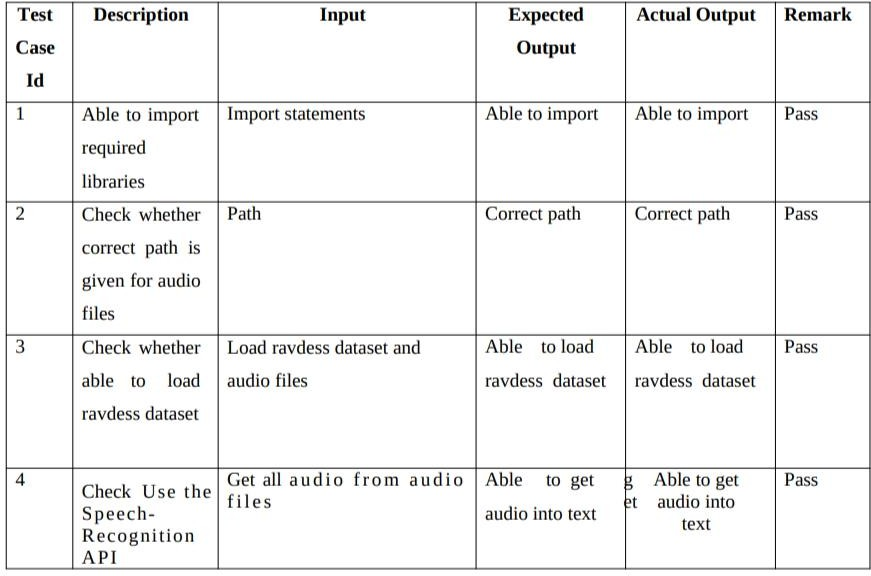 Test Case Id Description Input Expected Output Actual Output Remark
1 Able to import required libraries Import statements Able to import Able to import Pass
2 Check whether correct path is given for audio files Path Correct path Correct path Pass
3 Check whether able to load ravdess dataset Load ravdess dataset and audio files Able to load ravdess dataset Able to load ravdess dataset Pass
4 Check Use the Speech-Recognition API Get all audio from audio files Able to get audio into text g et Able to get audio into text Pass